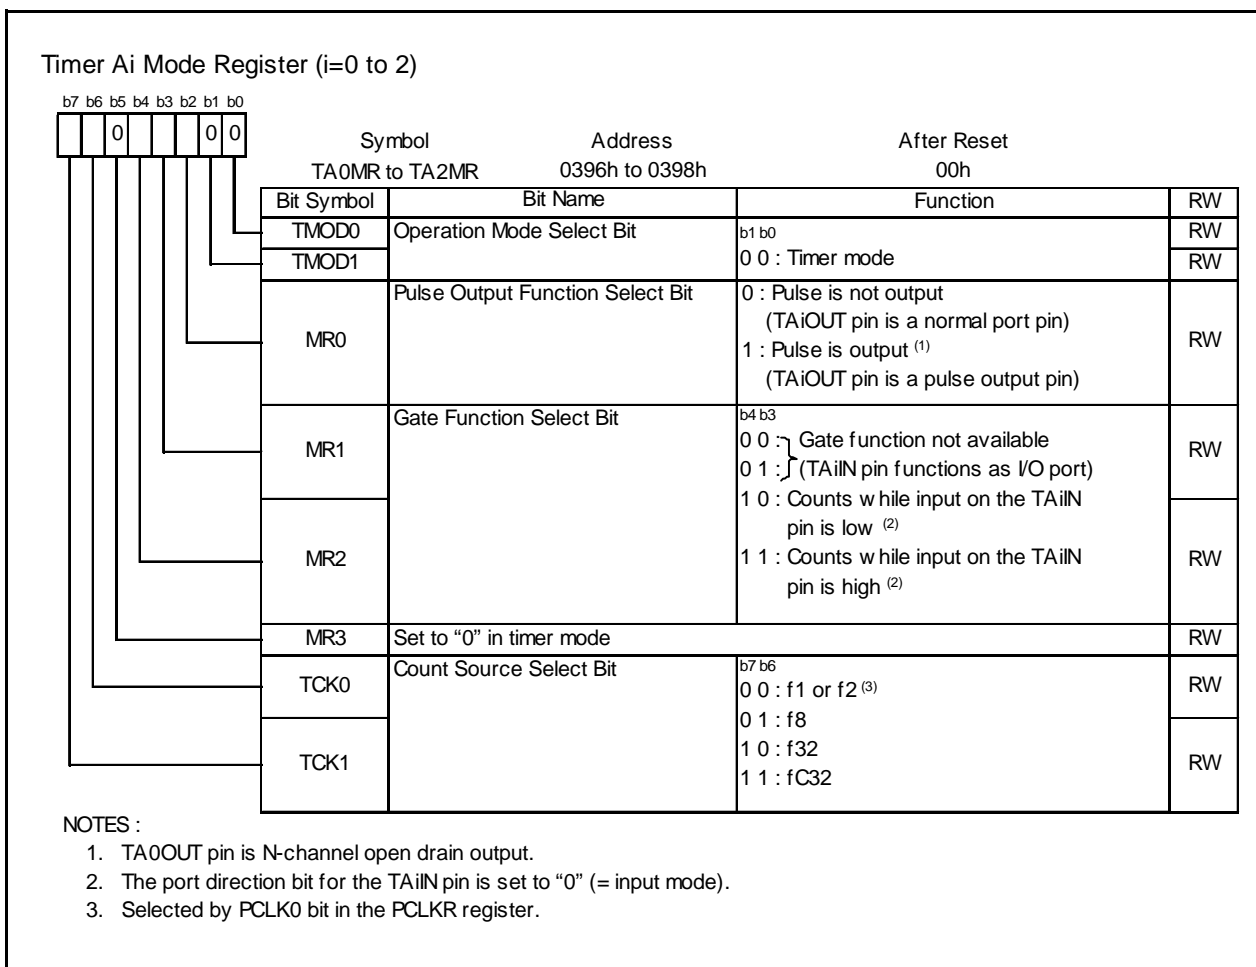 Timer Ai Mode Register (i=0 to 2)
b7 b6 b5 b4 b3 b2 b1 b0
0 0 0
Symbol Address After Reset
TA0MR to TA2MR 0396h to 0398h 00h
Bit Symbol Bit Name Function RW
TMOD0 Operation Mode Select Bit b1 b0 RW
TMOD1 0 0 : Timer mode RW
MR0 Pulse Output Function Select Bit 0 : Pulse is not output RW
(TAiOUT pin is a normal port pin)
1 : Pulse is output (1)
(TAiOUT pin is a pulse output pin)
MR1 Gate Function Select Bit b4 b3 RW
0 0 : Gate function not available
0 1 : (TAiIN pin functions as I/O port)
MR2 1 0 : Counts while input on the TAiIN RW
pin is low (2)
1 1 : Counts while input on the TAiIN
pin is high (2)
MR3 Set to “0” in timer mode RW
TCK0 Count Source Select Bit b7 b6 RW
0 0 : f1 or f2 (3)
TCK1 0 1 : f8 RW
1 0 : f32
1 1 : fC32
NOTES :
1. TA0OUT pin is N-channel open drain output.
2. The port direction bit for the TAiIN pin is set to “0” (= input mode).
3. Selected by PCLK0 bit in the PCLKR register.